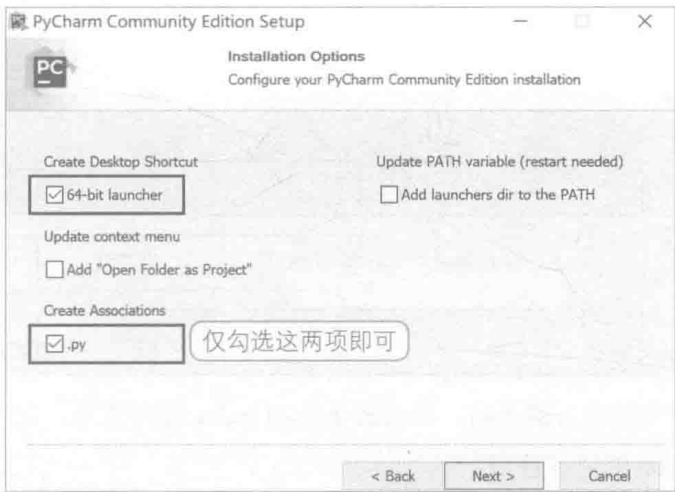 PyCharm Community Edition Setup
PC
Installation Options
Configure your PyCharm Community Edition installation
Create Desktop Shortcut
64-bit launcher
Update PATH variable (restart needed)
Add launchers dir to the PATH
Update context menu
Add "Open Folder as Project"
Create Associations
.py
仅勾选这两项即可
< Back
Next >
Cancel